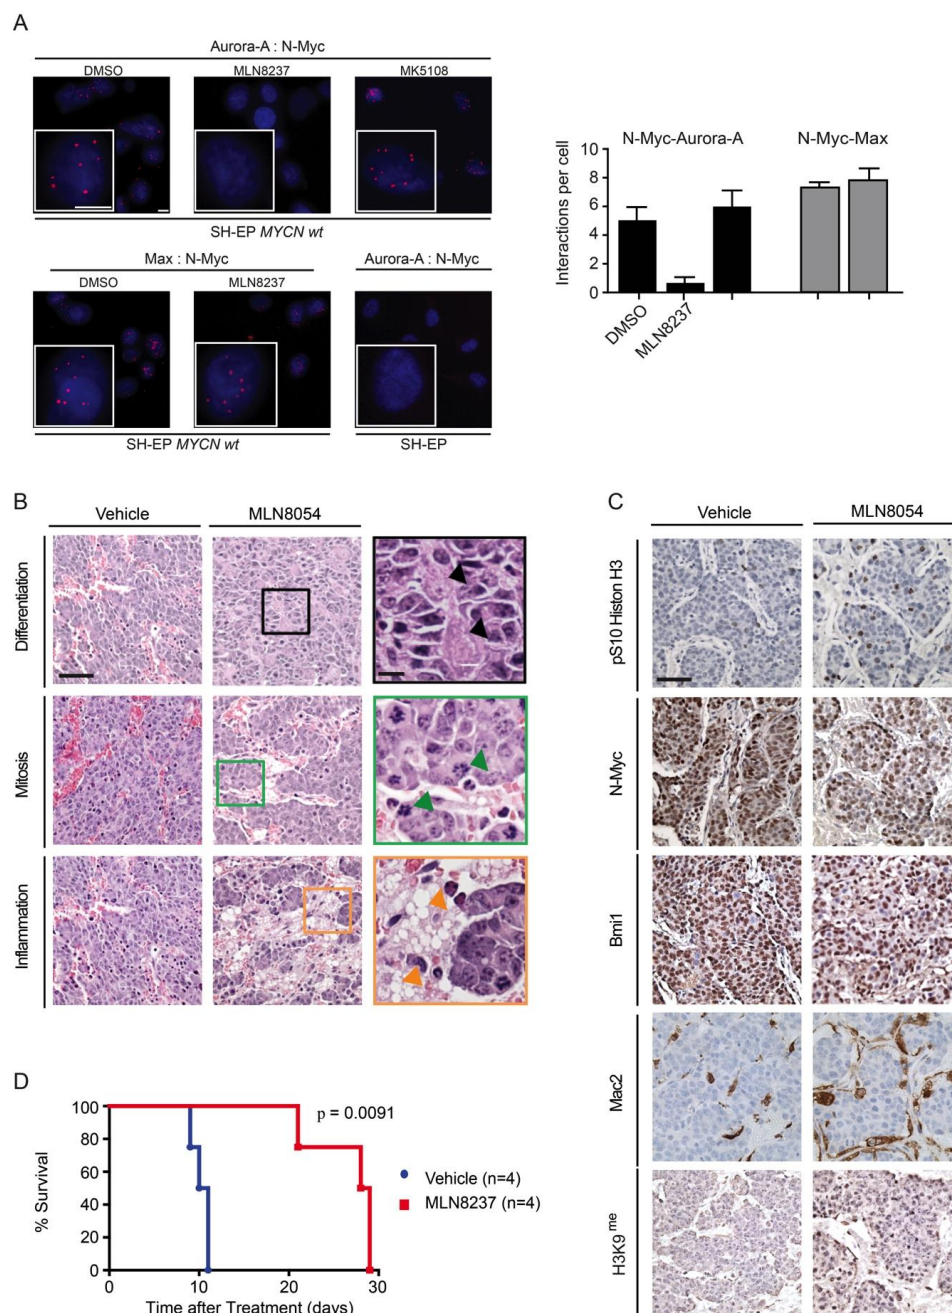 A
Aurora-A : N-Myc
DMSO
MLN8237
MK5108
SH-EP MYCN wt
Max : N-Myc
Aurora-A : N-Myc
DMSO
MLN8237
SH-EP MYCN wt
SH-EP
N-Myc-Aurora-A
N-Myc-Max
Interactions per cell
10
8
6
4
2
0
DMSO
MLN8237
B
Vehicle
MLN8054
Differentiation
Mitosis
Inflammation
C
Vehicle
MLN8054
pS10 Histon H3
N-Myc
Bmi1
Mac2
H3K9me
D
% Survival
100
80
60
40
20
0
p = 0.0091
Vehicle (n=4)
MLN8237 (n=4)
0
10
20
30
Time after Treatment (days)